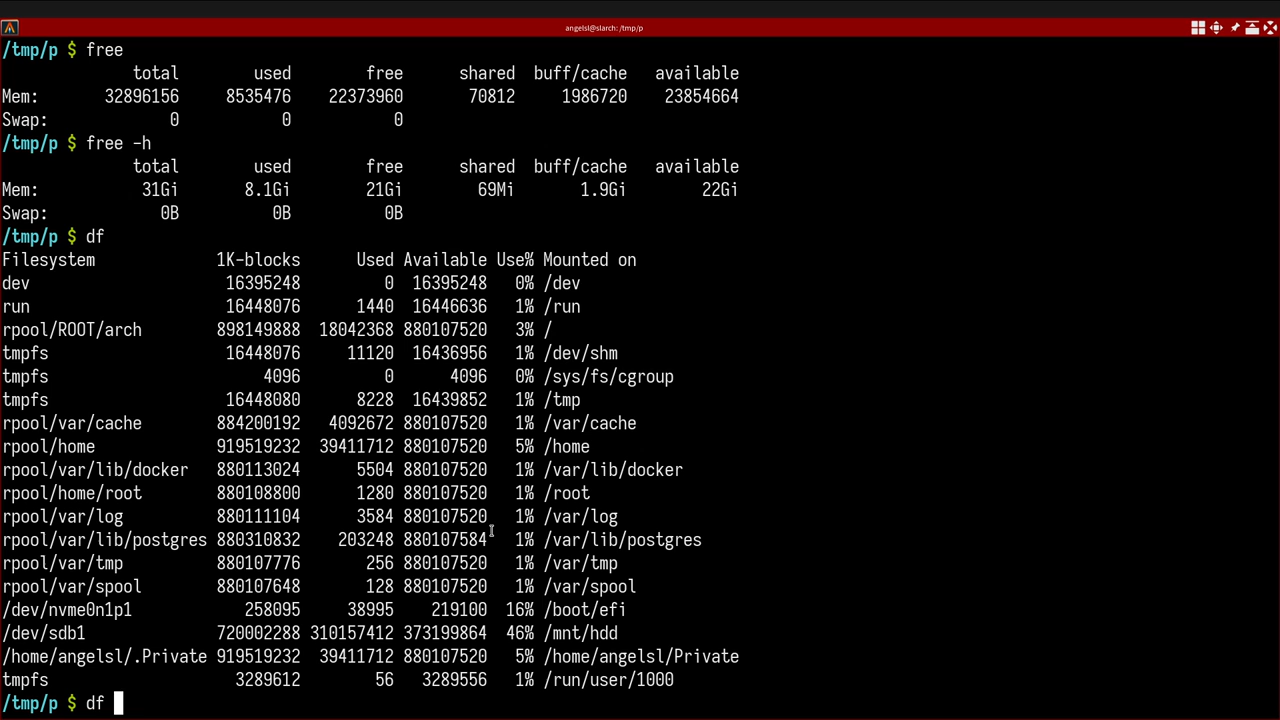 angelsl@slarch: /tmp/p
/tmp/p $ free
total used free shared buff/cache available
Mem: 32896156 8535476 22373960 70812 1986720 23854664
Swap: 0 0 0
/tmp/p $ free -h
total used free shared buff/cache available
Mem: 31Gi 8.1Gi 21Gi 69Mi 1.9Gi 22Gi
Swap: 0B 0B 0B
/tmp/p $ df
Filesystem 1K-blocks Used Available Use% Mounted on
dev 16395248 0 16395248 0% /dev
run 16448076 1440 16446636 1% /run
rpool/ROOT/arch 898149888 18042368 880107520 3% /
tmpfs 16448076 11120 16436956 1% /dev/shm
tmpfs 4096 0 4096 0% /sys/fs/cgroup
tmpfs 16448080 8228 16439852 1% /tmp
rpool/var/cache 884200192 4092672 880107520 1% /var/cache
rpool/home 919519232 39411712 880107520 5% /home
rpool/var/lib/docker 880113024 5504 880107520 1% /var/lib/docker
rpool/home/root 880108800 1280 880107520 1% /root
rpool/var/log 880111104 3584 880107520 1% /var/log
rpool/var/lib/postgres 880310832 203248 880107584 1% /var/lib/postgres
rpool/var/tmp 880107776 256 880107520 1% /var/tmp
rpool/var/spool 880107648 128 880107520 1% /var/spool
/dev/nvme0n1p1 258095 38995 219100 16% /boot/efi
/dev/sdb1 720002288 310157412 373199864 46% /mnt/hdd
/home/angelsl/.Private 919519232 39411712 880107520 5% /home/angelsl/Private
tmpfs 3289612 56 3289556 1% /run/user/1000
/tmp/p $ df